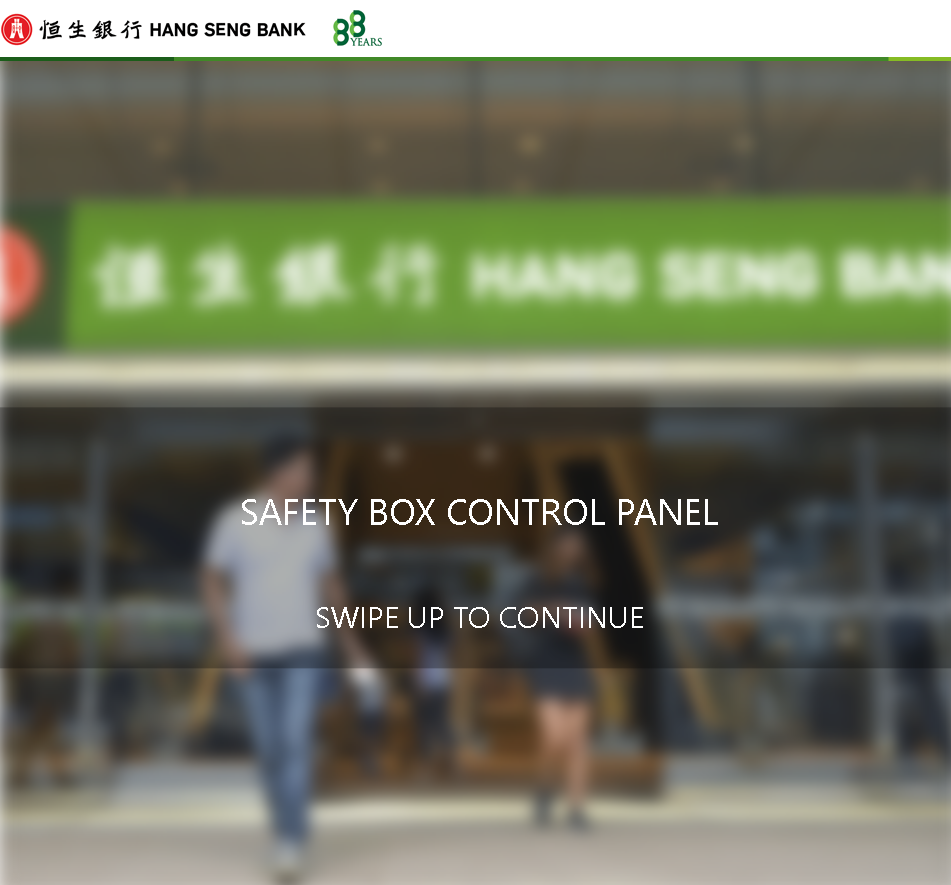 恒生銀行 HANG SENG BANK 88 YEARS
恒生銀行 HANG SENG BAN
SAFETY BOX CONTROL PANEL
SWIPE UP TO CONTINUE